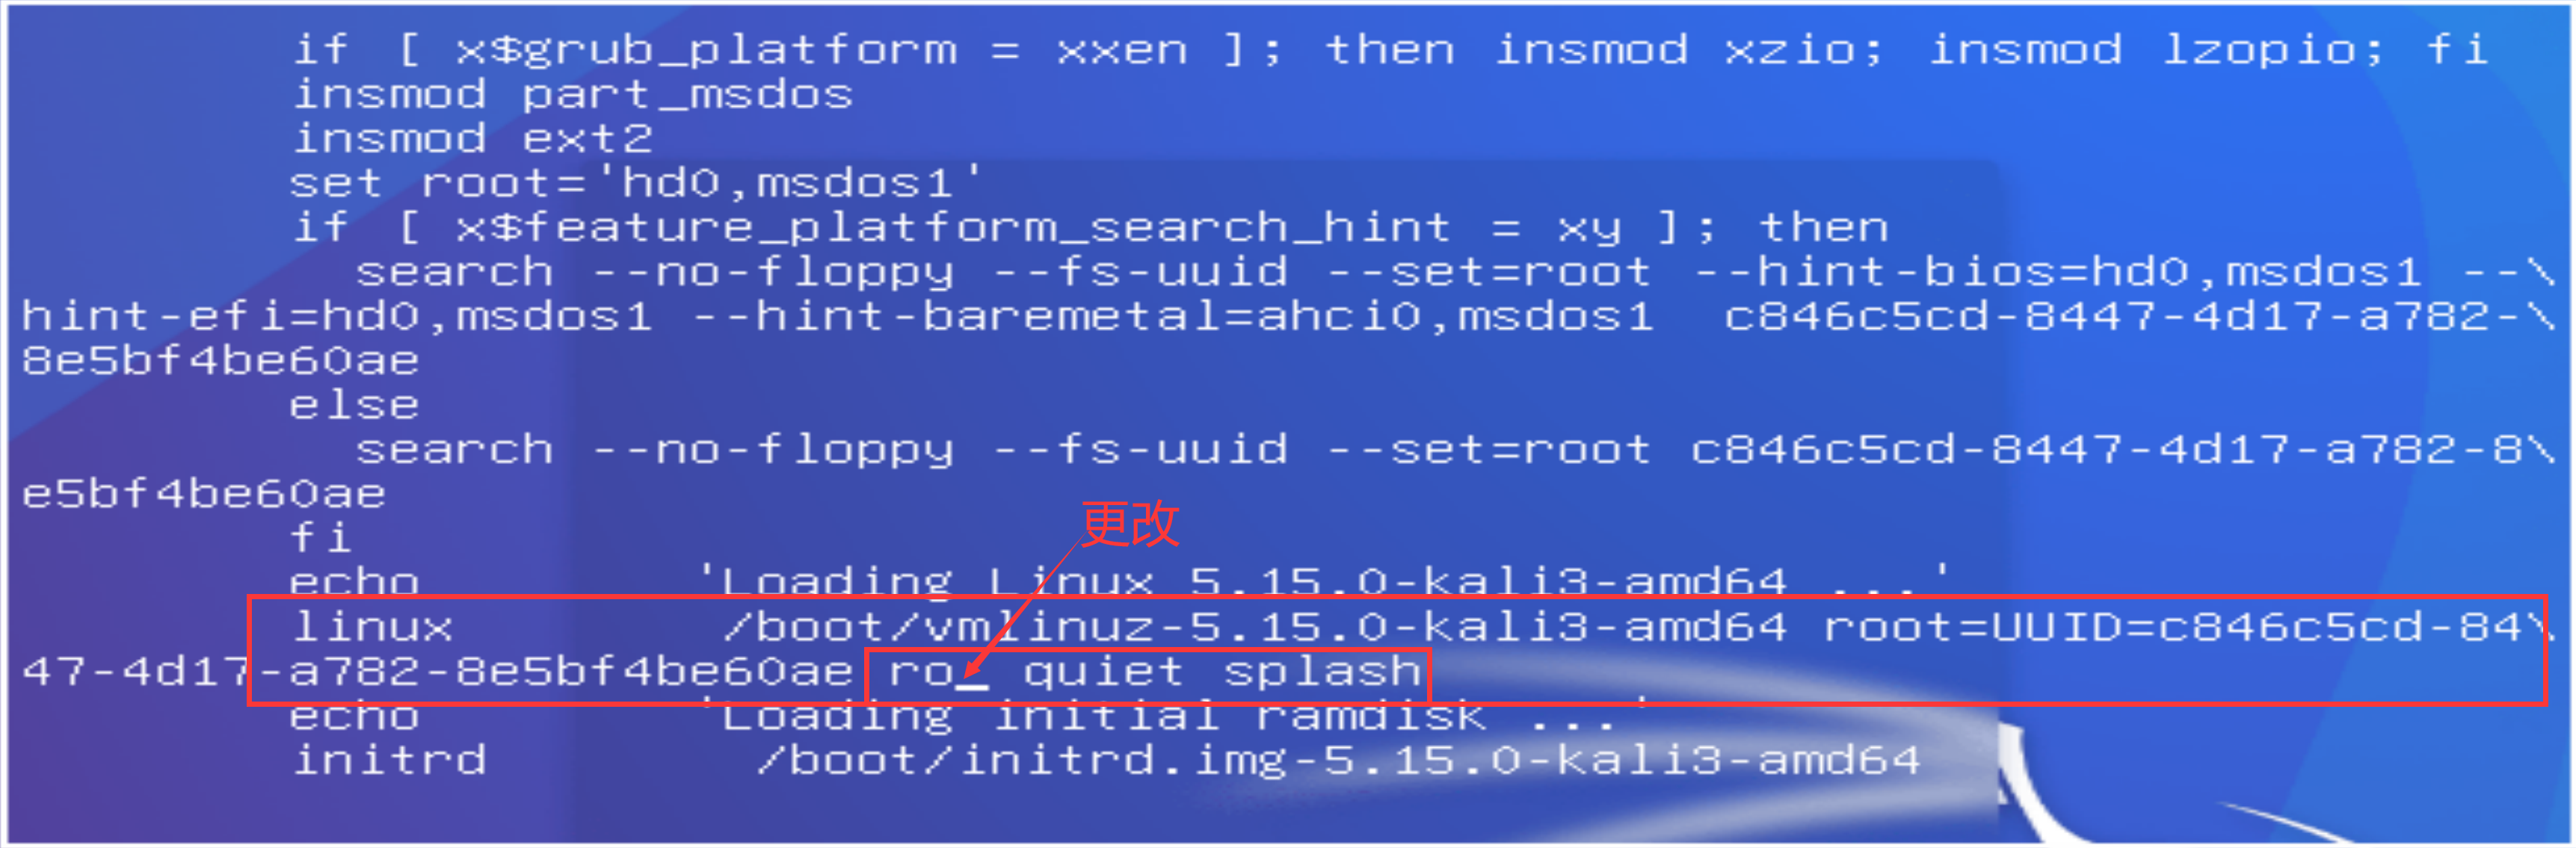 if [ x$grub_platform = xxen ]; then insmod xzio; insmod lzopio; fi
insmod part_msdos
insmod ext2
set root='hd0,msdos1'
if [ x$feature_platform_search_hint = xy ]; then
search --no-floppy --fs-uuid --set=root --hint-bios=hd0,msdos1 --\
hint-efi=hd0,msdos1 --hint-baremetal=ahci0,msdos1 c846c5cd-8447-4d17-a782-\
8e5bf4be60ae
else
search --no-floppy --fs-uuid --set=root c846c5cd-8447-4d17-a782-8\
e5bf4be60ae
更改
fi
echo 'Loading Linux 5.15.0-kali3-amd64 ...'
linux /boot/vmlinuz-5.15.0-kali3-amd64 root=UUID=c846c5cd-84\
47-4d17-a782-8e5bf4be60ae ro_ quiet splash
echo 'Loading initial ramdisk ...'
initrd /boot/initrd.img-5.15.0-kali3-amd64